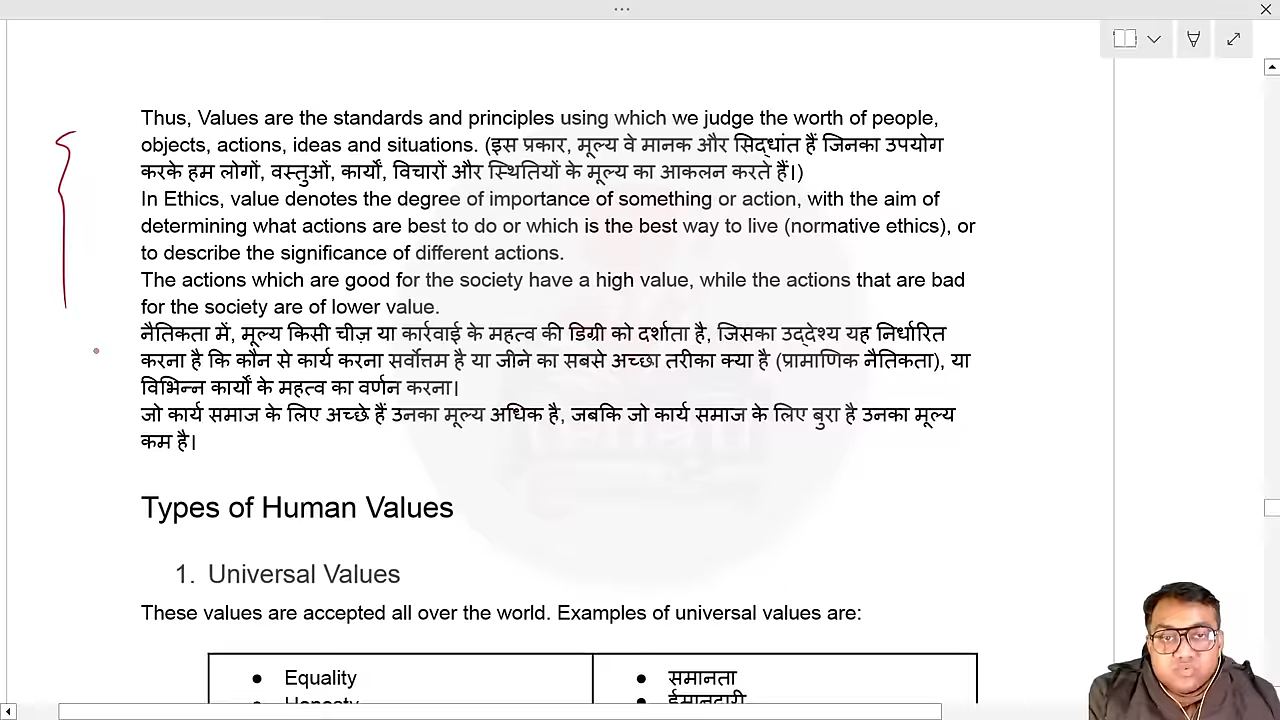 Thus, Values are the standards and principles using which we judge the worth of people,
objects, actions, ideas and situations. (इस प्रकार, मूल्य वे मानक और सिद्धांत हैं जिनका उपयोग
करके हम लोगों, वस्तुओं, कार्यों, विचारों और स्थितियों के मूल्य का आकलन करते हैं।)
In Ethics, value denotes the degree of importance of something or action, with the aim of
determining what actions are best to do or which is the best way to live (normative ethics), or
to describe the significance of different actions.
The actions which are good for the society have a high value, while the actions that are bad
for the society are of lower value.
नैतिकता में, मूल्य किसी चीज़ या कार्रवाई के महत्व की डिग्री को दर्शाता है, जिसका उद्देश्य यह निर्धारित
करना है कि कौन से कार्य करना सर्वोत्तम है या जीने का सबसे अच्छा तरीका क्या है (प्रामाणिक नैतिकता), या
विभिन्न कार्यों के महत्व का वर्णन करना।
जो कार्य समाज के लिए अच्छे हैं उनका मूल्य अधिक है, जबकि जो कार्य समाज के लिए बुरा है उनका मूल्य
कम है।
Types of Human Values
1. Universal Values
These values are accepted all over the world. Examples of universal values are:
● Equality
● Honesty
● समानता
● ईमानदारी